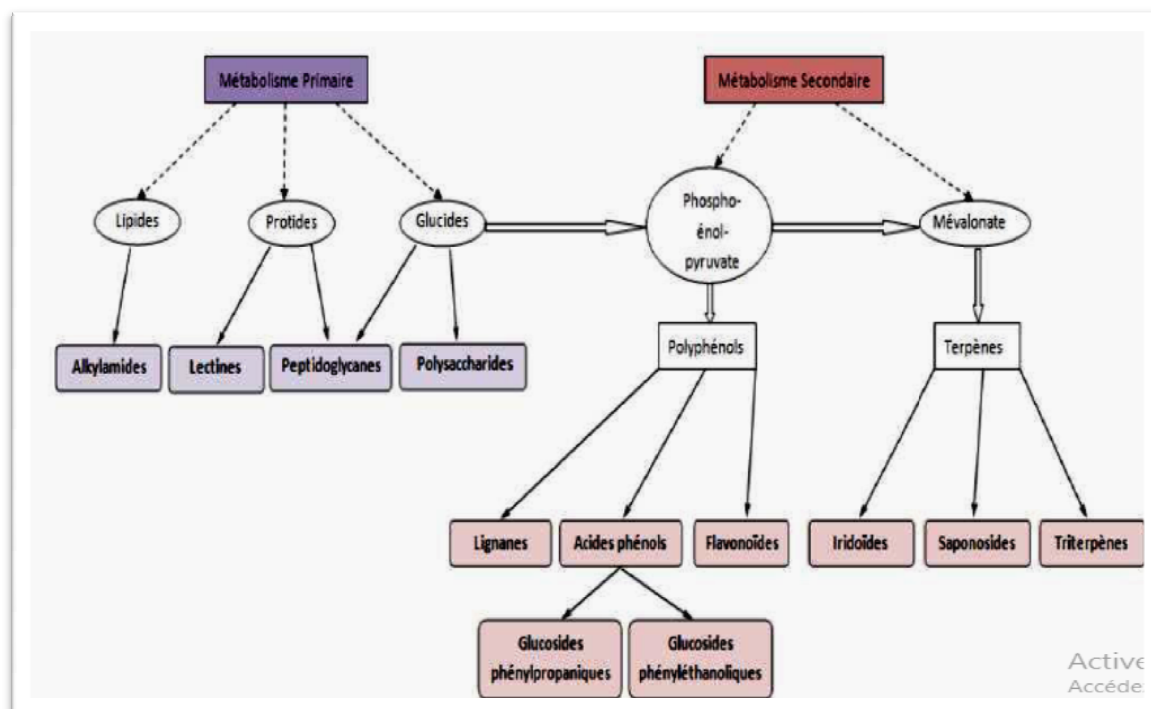 Métabolisme Primaire
Métabolisme Secondaire
Lipides
Protides
Glucides
Phospho-
énol-
pyruvate
Mévalonate
Alkylamides
Lectines
Peptidoglycanes
Polysaccharides
Polyphénols
Terpènes
Lignanes
Acides phénols
Flavonoïdes
Iridoïdes
Saponosides
Triterpènes
Glucosides
phénylpropaniques
Glucosides
phényléthanoliques
Active
Accéde